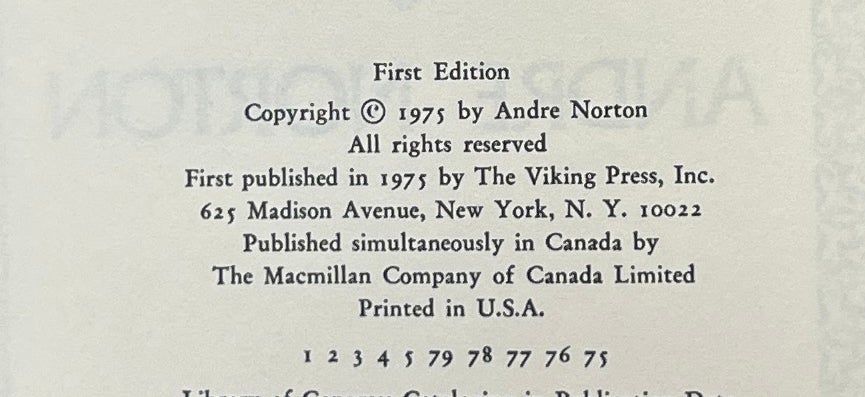 First Edition
Copyright © 1975 by Andre Norton
All rights reserved
First published in 1975 by The Viking Press, Inc.
625 Madison Avenue, New York, N. Y. 10022
Published simultaneously in Canada by
The Macmillan Company of Canada Limited
Printed in U.S.A.
1 2 3 4 5 79 78 77 76 75